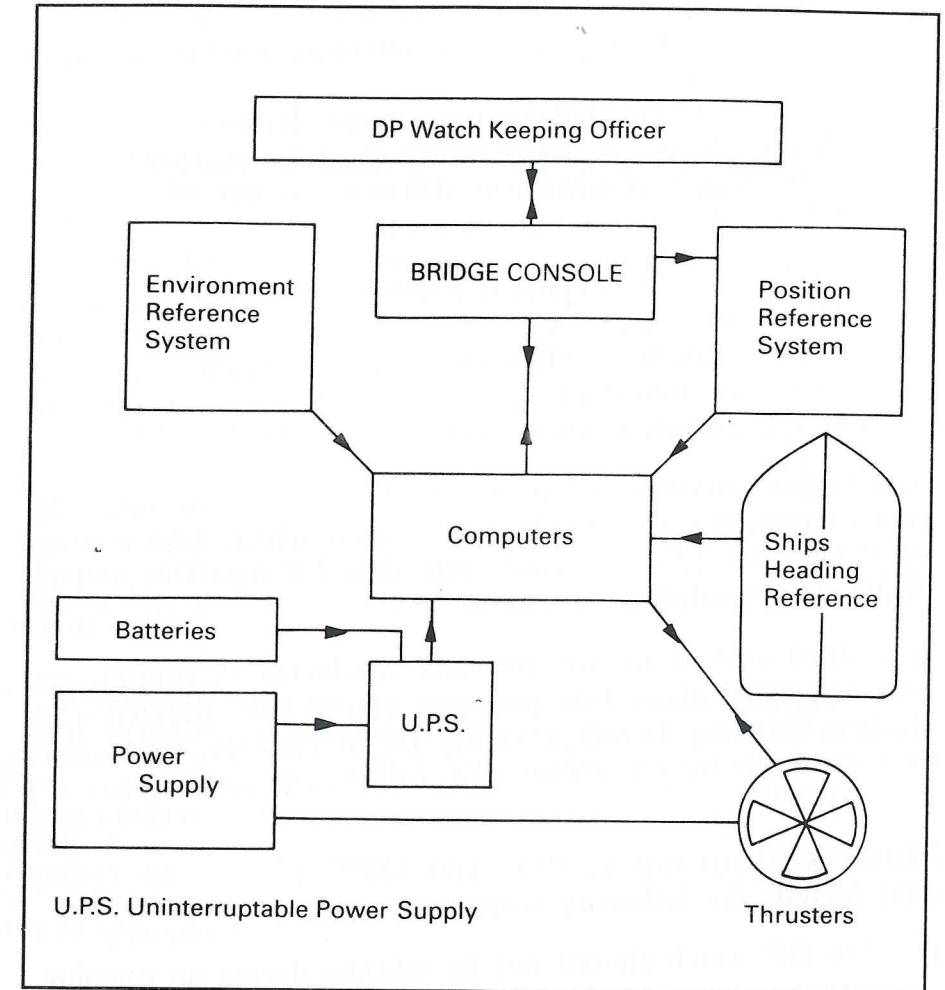 DP Watch Keeping Officer
BRIDGE CONSOLE
Environment
Reference
System
Position
Reference
System
Computers
Ships
Heading
Reference
Batteries
U.P.S.
Power
Supply
U.P.S. Uninterruptable Power Supply
Thrusters